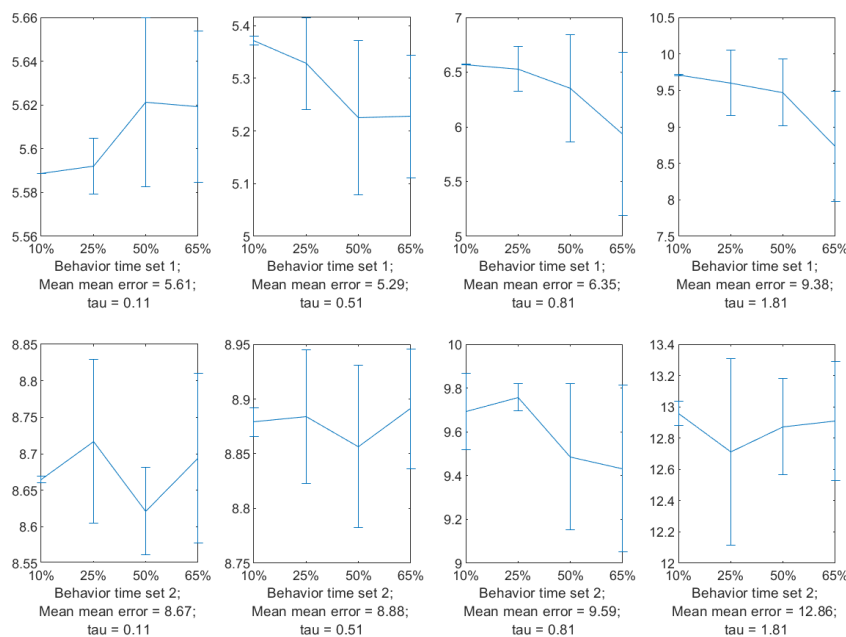 5.66
5.64
5.62
5.6
5.58
5.56
10% 25% 50% 65%
Behavior time set 1;
Mean mean error = 5.61;
tau = 0.11
5.4
5.3
5.2
5.1
5
10% 25% 50% 65%
Behavior time set 1;
Mean mean error = 5.29;
tau = 0.51
7
6.5
6
5.5
5
10% 25% 50% 65%
Behavior time set 1;
Mean mean error = 6.35;
tau = 0.81
10.5
10
9.5
9
8.5
8
7.5
10% 25% 50% 65%
Behavior time set 1;
Mean mean error = 9.38;
tau = 1.81
8.85
8.8
8.75
8.7
8.65
8.6
8.55
10% 25% 50% 65%
Behavior time set 2;
Mean mean error = 8.67;
tau = 0.11
8.95
8.9
8.85
8.8
8.75
10% 25% 50% 65%
Behavior time set 2;
Mean mean error = 8.88;
tau = 0.51
10
9.8
9.6
9.4
9.2
9
10% 25% 50% 65%
Behavior time set 2;
Mean mean error = 9.59;
tau = 0.81
13.4
13.2
13
12.8
12.6
12.4
12.2
12
10% 25% 50% 65%
Behavior time set 2;
Mean mean error = 12.86;
tau = 1.81